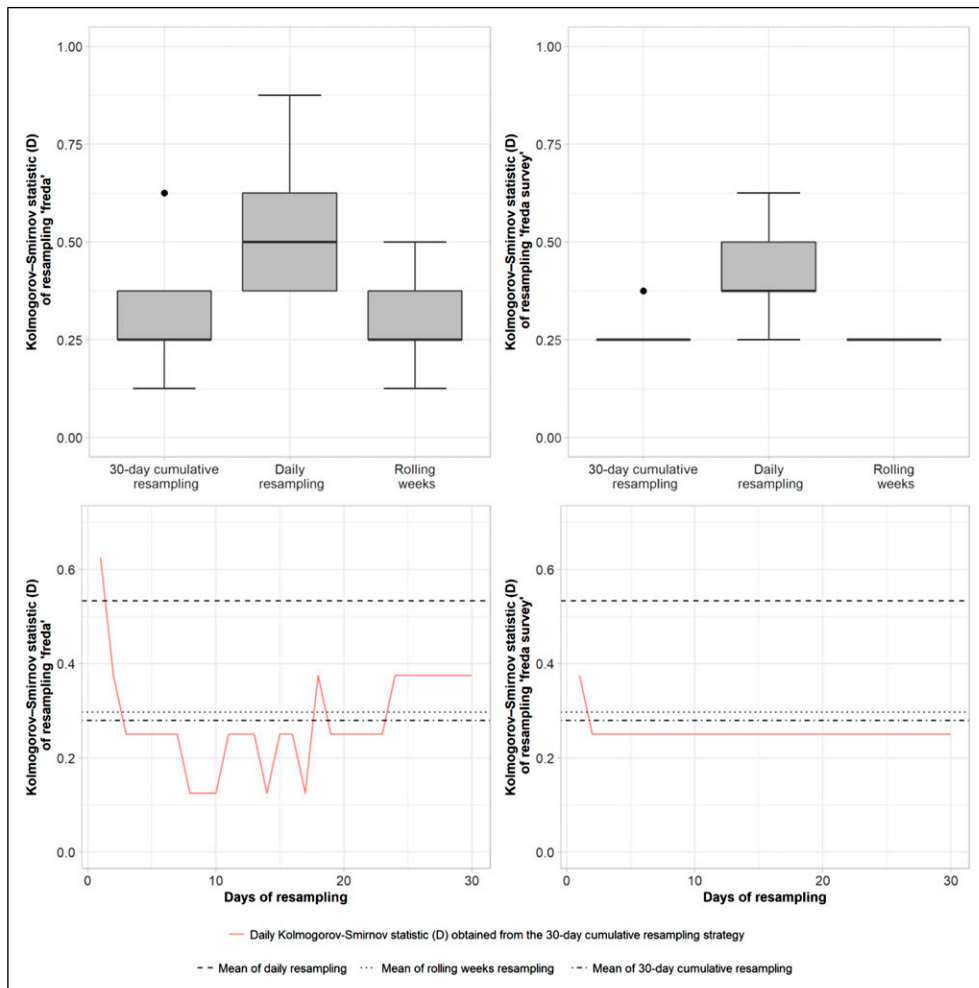 Kolmogorov–Smirnov statistic (D)
of resampling 'freda'
1.00
0.75
0.50
0.25
0.00
30-day cumulative
resampling
Daily
resampling
Rolling
weeks
Kolmogorov–Smirnov statistic (D)
of resampling 'freda survey'
1.00
0.75
0.50
0.25
0.00
30-day cumulative
resampling
Daily
resampling
Rolling
weeks
Kolmogorov–Smirnov statistic (D)
of resampling 'freda'
0.6
0.4
0.2
0.0
0
10
20
30
Days of resampling
Kolmogorov–Smirnov statistic (D)
of resampling 'freda survey'
0.6
0.4
0.2
0.0
0
10
20
30
Days of resampling
Daily Kolmogorov-Smirnov statistic (D) obtained from the 30-day cumulative resampling strategy
Mean of daily resampling
Mean of rolling weeks resampling
Mean of 30-day cumulative resampling